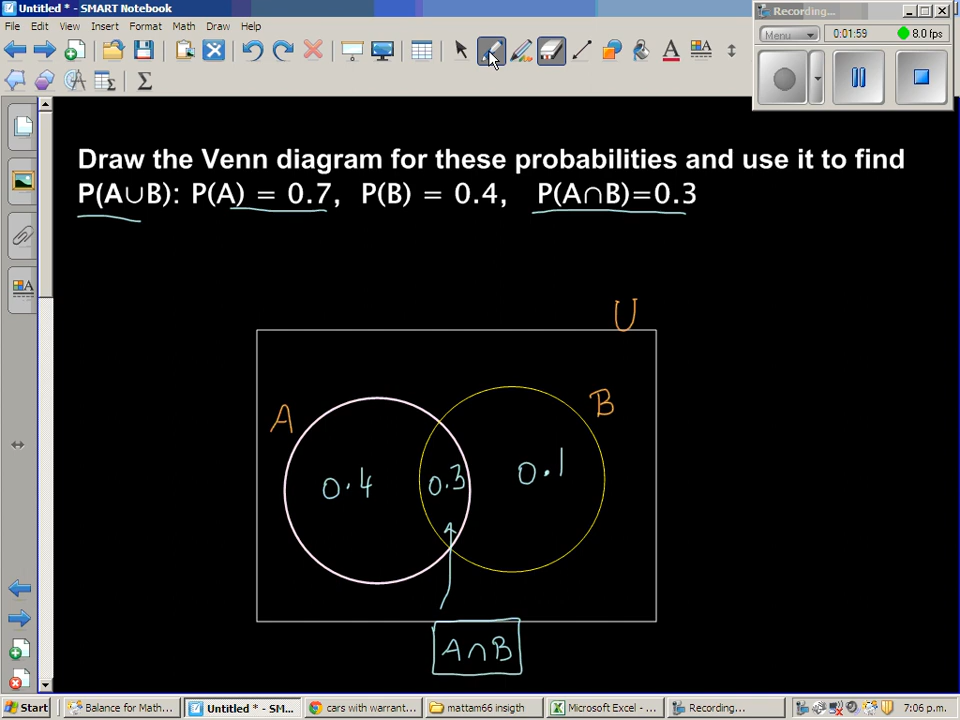 Untitled * - SMART Notebook
Recording...
File Edit View Insert Format Math Draw Help
Menu 0:01:59 8.0 fps
Draw the Venn diagram for these probabilities and use it to find
P(A∪B): P(A) = 0.7, P(B) = 0.4, P(A∩B)=0.3
U
A
B
0.4 0.3 0.1
A∩B
Start Balance for Math... Untitled * - SM... cars with warrant... mattam66 insigth Microsoft Excel - Yea... Recording... 7:06 p.m.